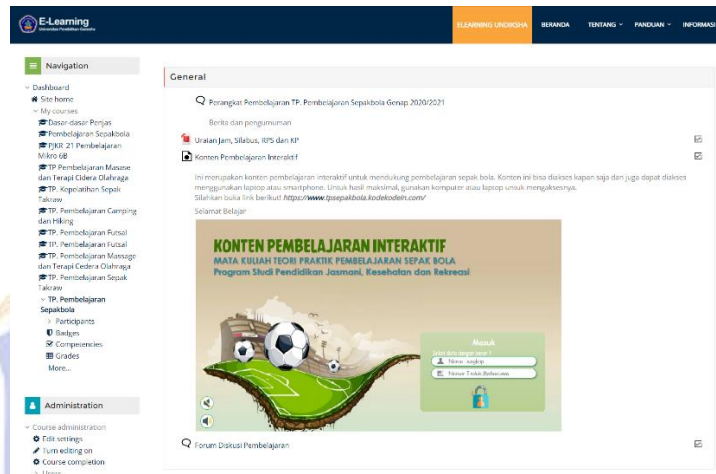 E-Learning
Universitas Pendidikan Ganesha
ELEARNING UNDIKSHA
BERANDA
TENTANG
PANDUAN
INFORMASI
Navigation
Dashboard
Site home
My courses
Dasar-dasar Penjas
Pembelajaran Sepakbola
PJKR 21 Pembelajaran
Mikro 6B
TP Pembelajaran Masase
dan Terapi Cidera Olahraga
TP. Kepelatihan Sepak
Takraw
TP. Pembelajaran Camping
dan Hiking
TP. Pembelajaran Futsal
TP. Pembelajaran Futsal
TP. Pembelajaran Massage
dan Terapi Cedera Olahraga
TP. Pembelajaran Sepak
Takraw
TP. Pembelajaran
Sepakbola
Participants
Badges
Competencies
Grades
More...
Administration
Course administration
Edit settings
Turn editing on
Course completion
Users
General
Perangkat Pembelajaran TP. Pembelajaran Sepakbola Genap 2020/2021
Berita dan pengumuman
Uraian Jam, Silabus, RPS dan KP
Konten Pembelajaran Interaktif
Ini merupakan konten pembelajaran interaktif untuk mendukung pembelajaran sepak bola. Konten ini bisa diakses kapan saja dan juga dapat diakses
menggunakan laptop atau smartphone. Untuk hasil maksimal, gunakan komputer atau laptop untuk mengaksesnya.
Silahkan buka link berikut! https://www.tpsepakbola.kodekodein.com/
Selamat Belajar
KONTEN PEMBELAJARAN INTERAKTIF
MATA KULIAH TEORI PRAKTIK PEMBELAJARAN SEPAK BOLA
Program Studi Pendidikan Jasmani, Kesehatan dan Rekreasi
Masuk
Forum Diskusi Pembelajaran